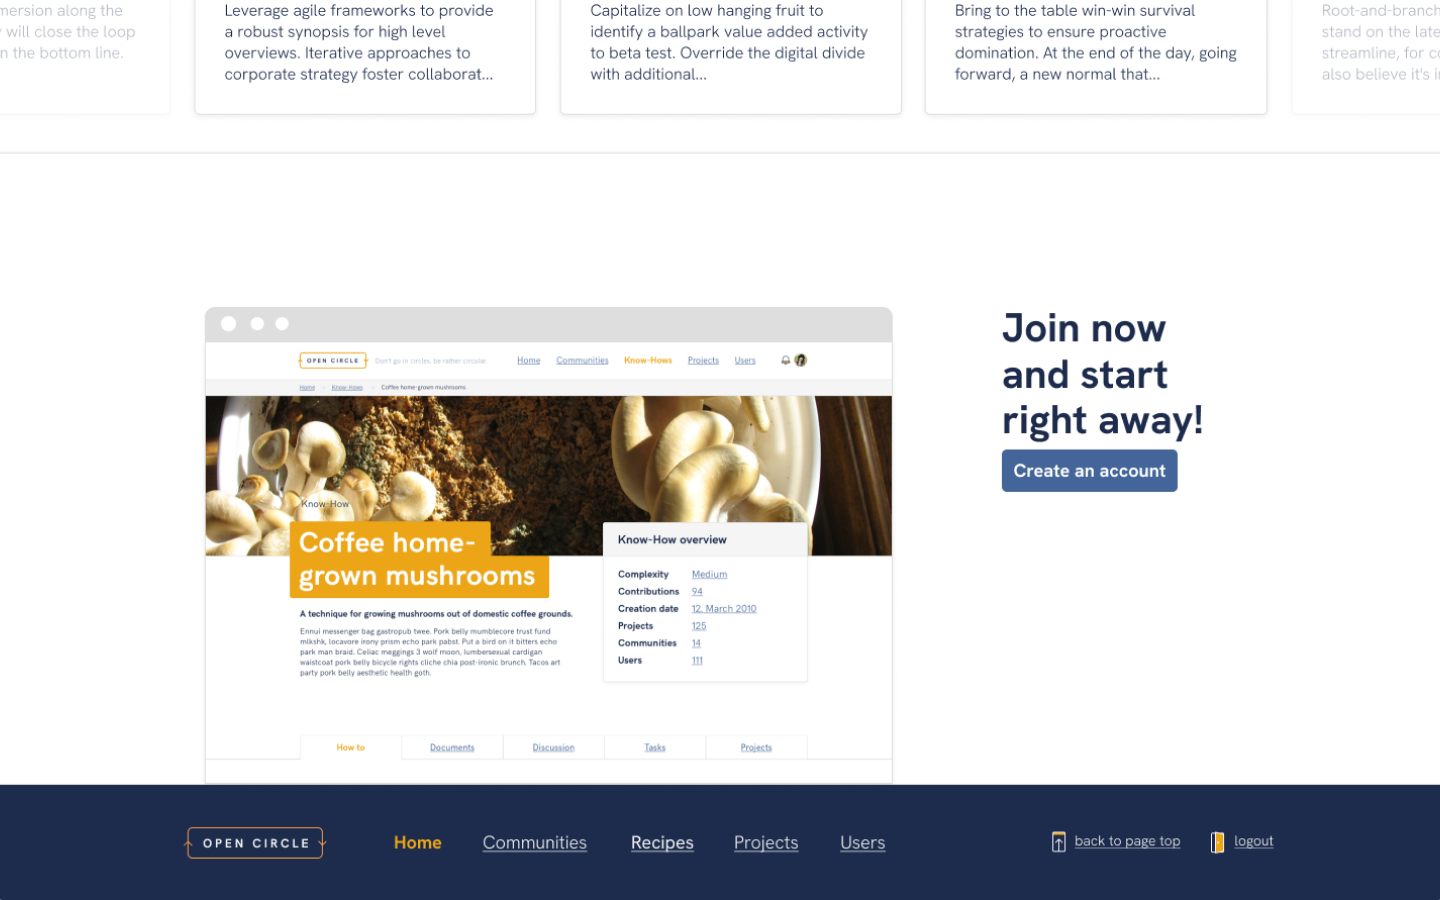 mersion along the
will close the loop
n the bottom line.
Leverage agile frameworks to provide
a robust synopsis for high level
overviews. Iterative approaches to
corporate strategy foster collaborat...
Capitalize on low hanging fruit to
identify a ballpark value added activity
to beta test. Override the digital divide
with additional...
Bring to the table win-win survival
strategies to ensure proactive
domination. At the end of the day, going
forward, a new normal that...
Root-and-branch
stand on the late
streamline, for co
also believe it's i
OPEN CIRCLE
Don't go in circles, be rather circular.
Home Communities Know-Hows Projects Users
Home Know-Hows Coffee home-grown mushrooms
Know-How
Coffee home-
grown mushrooms
A technique for growing mushrooms out of domestic coffee grounds.
Ennui messenger bag gastropub twee. Pork belly mumblecore trust fund
mlkshk, locavore irony prism echo park pabst. Put a bird on it bitters echo
park man braid. Celiac meggings 3 wolf moon, lumbersexual cardigan
waistcoat pork belly bicycle rights cliche chia post-ironic brunch. Tacos art
party pork belly aesthetic health goth.
Know-How overview
Complexity Medium
Contributions 94
Creation date 12. March 2010
Projects 125
Communities 14
Users 111
How to Documents Discussion Tasks Projects
Join now
and start
right away!
Create an account
OPEN CIRCLE Home Communities Recipes Projects Users back to page top logout